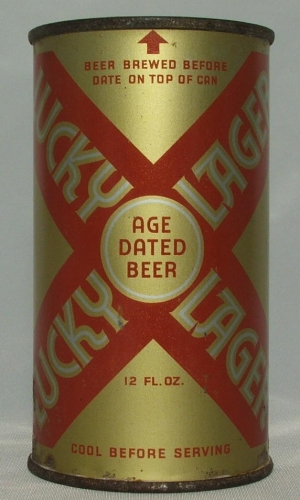 BEER BREWED BEFORE
DATE ON TOP OF CAN
LUCKY LAGER
AGE
DATED
BEER
LUCKY LAGER
12 FL. OZ.
COOL BEFORE SERVING